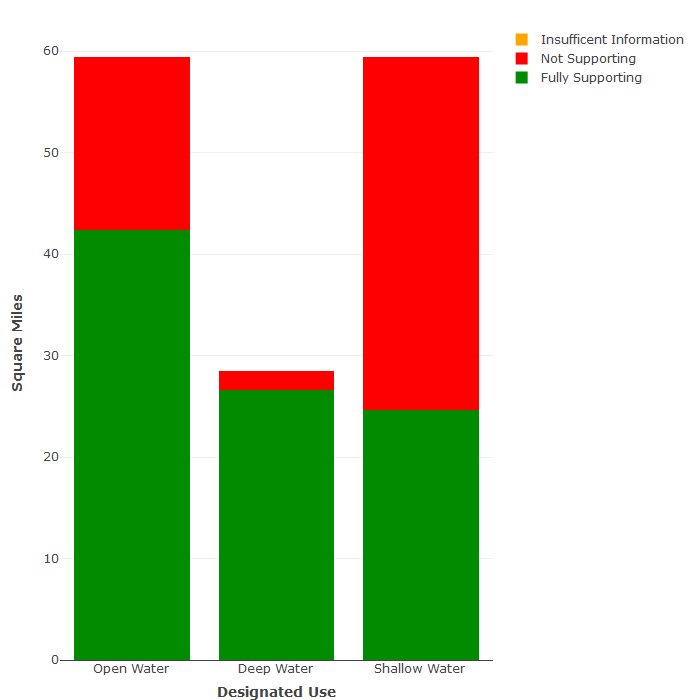 Insufficent Information
Not Supporting
Fully Supporting
60
50
40
30
20
10
0
Square Miles
Open Water
Deep Water
Shallow Water
Designated Use